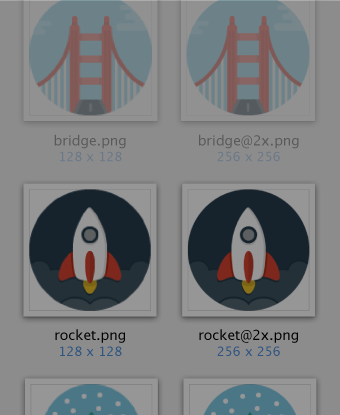 bridge.png bridge@2x.png
128 x 128 256 x 256
rocket.png rocket@2x.png
128 x 128 256 x 256